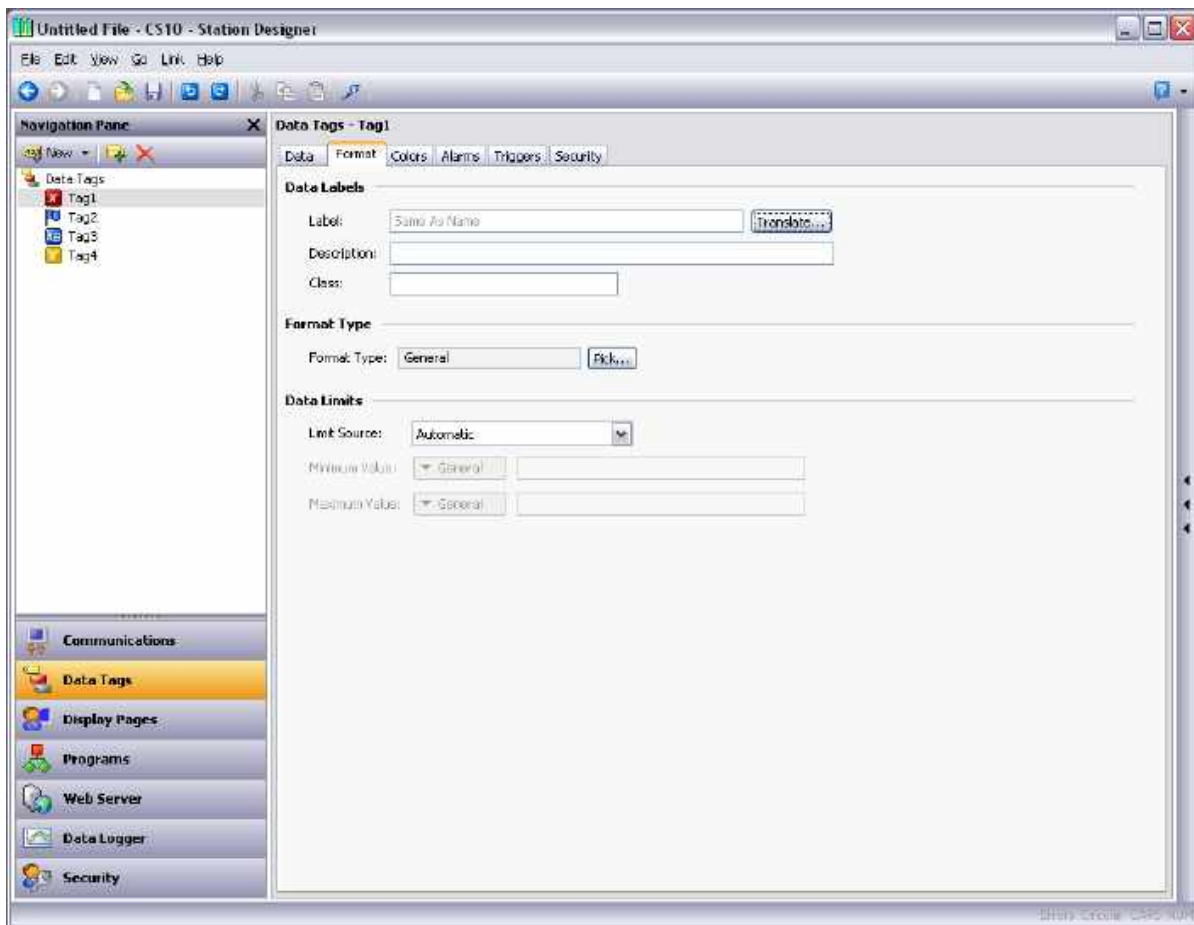 Untitled File - CS10 - Station Designer
File Edit View Go Link Help
Navigation Pane
New
Data Tags
Tag1
Tag2
Tag3
Tag4
Communications
Data Tags
Display Pages
Programs
Web Server
Data Logger
Security
Data Tags - Tag1
Data Format Colors Alarms Triggers Security
Data Labels
Label: Same As Name Translate...
Description:
Class:
Format Type
Format Type: General Pick...
Data Limits
Limit Source: Automatic
Minimum Value: General
Maximum Value: General
CAPS NUM